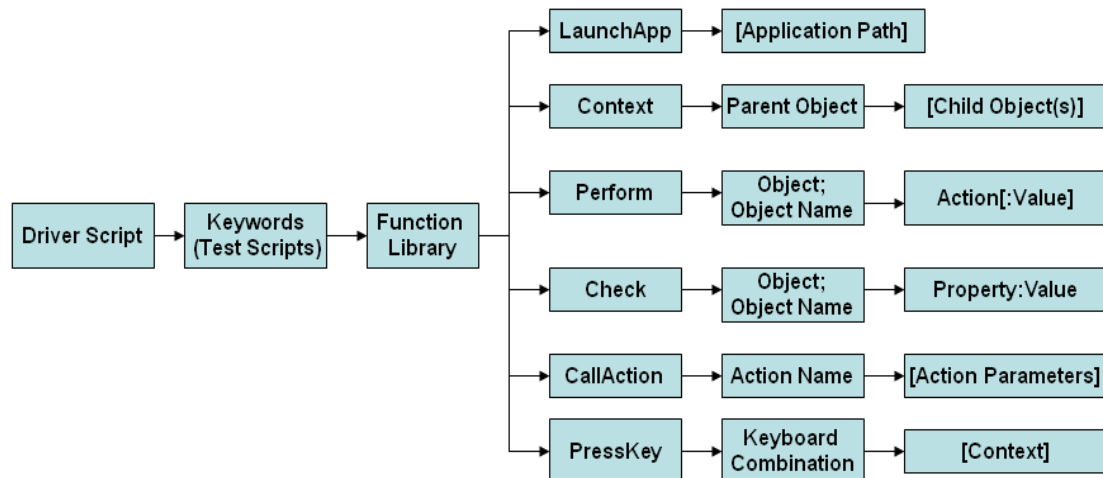 LaunchApp
[Application Path]
Context
Parent Object
[Child Object(s)]
Perform
Object;
Object Name
Action[:Value]
Driver Script
Keywords
(Test Scripts)
Function
Library
Check
Object;
Object Name
Property:Value
CallAction
Action Name
[Action Parameters]
PressKey
Keyboard
Combination
[Context]